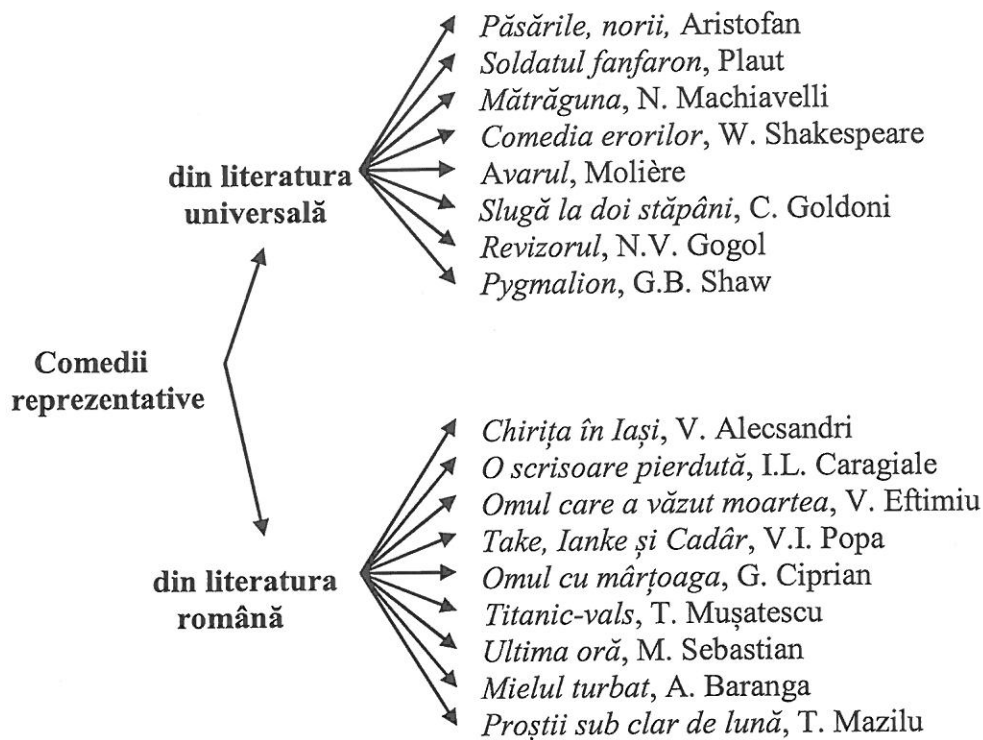 Păsările, norii, Aristofan
Soldatul fanfaron, Plaut
Mătrăguna, N. Machiavelli
Comedia erorilor, W. Shakespeare
Avarul, Molière
Slugă la doi stăpâni, C. Goldoni
Revizorul, N.V. Gogol
Pygmalion, G.B. Shaw
din literatura
universală
Comedii
reprezentative
Chirița în Iași, V. Alecsandri
O scrisoare pierdută, I.L. Caragiale
Omul care a văzut moartea, V. Eftimiu
Take, Ianke și Cadâr, V.I. Popa
Omul cu mârțoaga, G. Ciprian
Titanic-vals, T. Mușatescu
Ultima oră, M. Sebastian
Mielul turbat, A. Baranga
Proștii sub clar de lună, T. Mazilu
din literatura
română